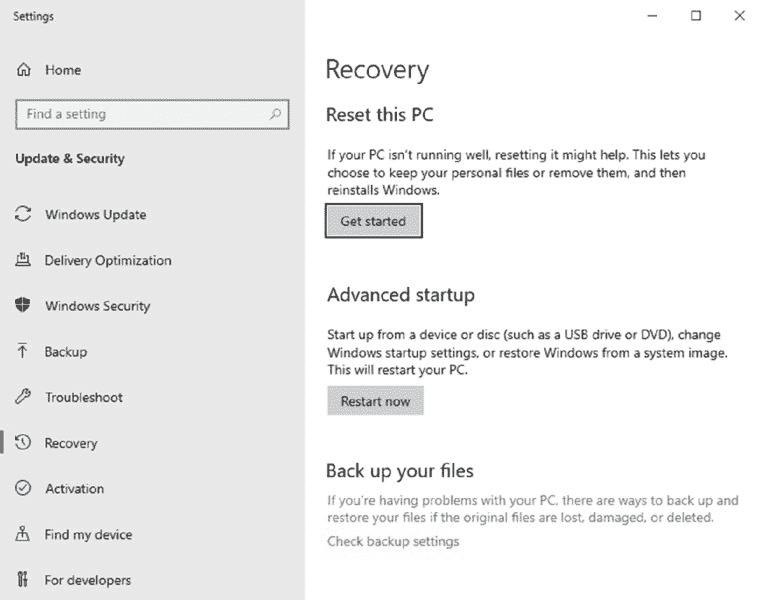 Settings
Home
Find a setting
Update & Security
Windows Update
Delivery Optimization
Windows Security
Backup
Troubleshoot
Recovery
Activation
Find my device
For developers
Recovery
Reset this PC
If your PC isn't running well, resetting it might help. This lets you
choose to keep your personal files or remove them, and then
reinstalls Windows.
Get started
Advanced startup
Start up from a device or disc (such as a USB drive or DVD), change
Windows startup settings, or restore Windows from a system image.
This will restart your PC.
Restart now
Back up your files
If you're having problems with your PC, there are ways to back up and
restore your files if the original files are lost, damaged, or deleted.
Check backup settings